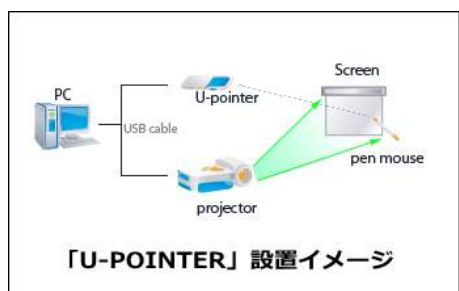 Screen
PC
U-pointer
USB cable
pen mouse
projector
「U-POINTER」設置イメージ